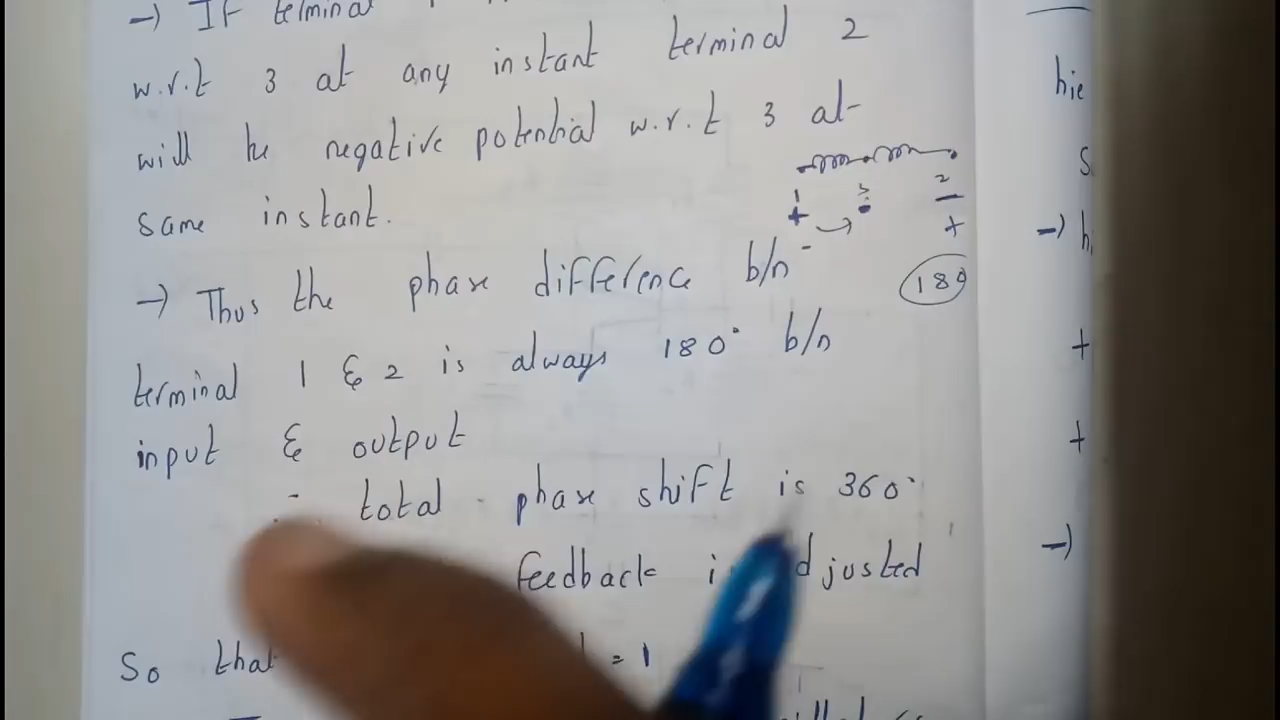 → If terminal
w.r.t 3 at any instant terminal 2
will be negative potential w.r.t 3 at
same instant.
1 3 2
+ - +
→ Thus the phase difference b/n
180
terminal 1 & 2 is always 180° b/n
input & output
∴ total phase shift is 360°
feedback is adjusted
So that = 1
hie
s
→ h
+
+
→